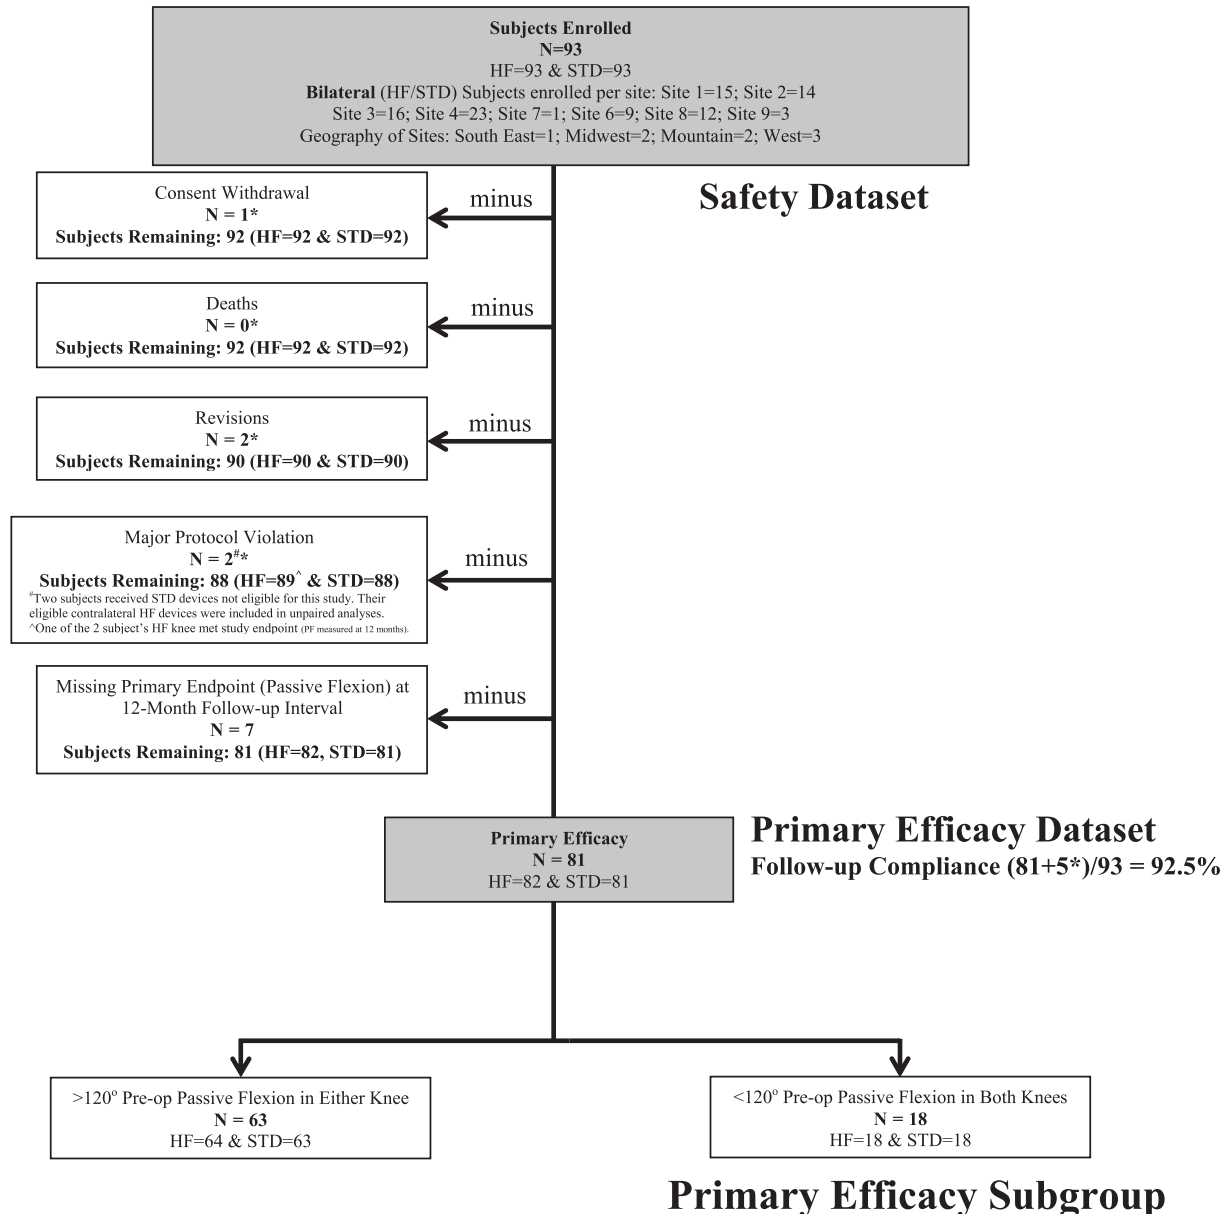 Subjects Enrolled
N=93
HF=93 & STD=93
Bilateral (HF/STD) Subjects enrolled per site: Site 1=15; Site 2=14
Site 3=16; Site 4=23; Site 7=1; Site 6=9; Site 8=12; Site 9=3
Geography of Sites: South East=1; Midwest=2; Mountain=2; West=3
Safety Dataset
Consent Withdrawal
N = 1*
Subjects Remaining: 92 (HF=92 & STD=92)
minus
Deaths
N = 0*
Subjects Remaining: 92 (HF=92 & STD=92)
minus
Revisions
N = 2*
Subjects Remaining: 90 (HF=90 & STD=90)
minus
Major Protocol Violation
N = 2#*
Subjects Remaining: 88 (HF=89^ & STD=88)
#Two subjects received STD devices not eligible for this study. Their
eligible contralateral HF devices were included in unpaired analyses.
^One of the 2 subject's HF knee met study endpoint (PF measured at 12 months).
minus
Missing Primary Endpoint (Passive Flexion) at
12-Month Follow-up Interval
N = 7
Subjects Remaining: 81 (HF=82, STD=81)
minus
Primary Efficacy
N = 81
HF=82 & STD=81
Primary Efficacy Dataset
Follow-up Compliance (81+5*)/93 = 92.5%
>120° Pre-op Passive Flexion in Either Knee
N = 63
HF=64 & STD=63
<120° Pre-op Passive Flexion in Both Knees
N = 18
HF=18 & STD=18
Primary Efficacy Subgroup